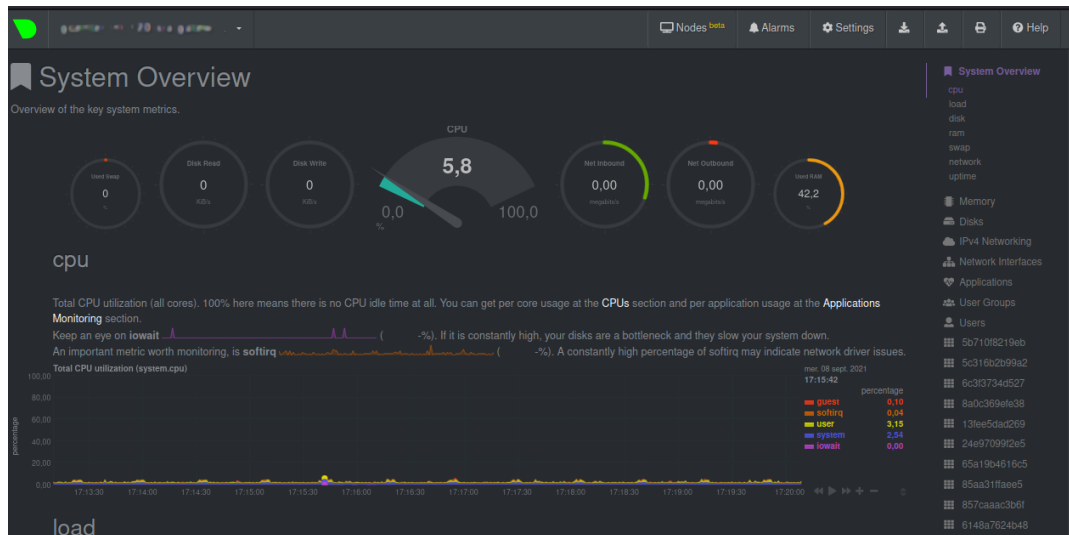 Nodes beta
Alarms
Settings
Help
System Overview
Overview of the key system metrics.
CPU
Used Swap
0
%
Disk Read
0
KiB/s
Disk Write
0
KiB/s
5,8
0,0
100,0
%
Net Inbound
0,00
megabits/s
Net Outbound
0,00
megabits/s
Used RAM
42,2
%
cpu
Total CPU utilization (all cores). 100% here means there is no CPU idle time at all. You can get per core usage at the CPUs section and per application usage at the Applications
Monitoring section.
Keep an eye on iowait ( -%). If it is constantly high, your disks are a bottleneck and they slow your system down.
An important metric worth monitoring, is softirq ( -%). A constantly high percentage of softirq may indicate network driver issues.
Total CPU utilization (system.cpu)
mer. 08 sept. 2021
17:15:42
percentage
guest 0,10
softirq 0,04
user 3,15
system 2,54
iowait 0,00
percentage
100,00
80,00
60,00
40,00
20,00
0,00
17:13:30 17:14:00 17:14:30 17:15:00 17:15:30 17:16:00 17:16:30 17:17:00 17:17:30 17:18:00 17:18:30 17:19:00 17:19:30 17:20:00
load
System Overview
cpu
load
disk
ram
swap
network
uptime
Memory
Disks
IPv4 Networking
Network Interfaces
Applications
User Groups
Users
5b710f8219eb
5c316b2b99a2
6c3f3734d527
8a0c369efe38
13fee5dad269
24e97099f2e5
65a19b4616c5
85aa31ffaee5
857caaac3b6f
6148a7624b48